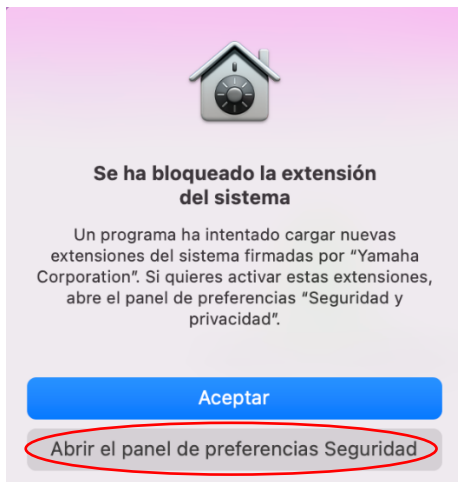 Se ha bloqueado la extensión
del sistema
Un programa ha intentado cargar nuevas
extensiones del sistema firmadas por “Yamaha
Corporation”. Si quieres activar estas extensiones,
abre el panel de preferencias “Seguridad y
privacidad”.
Aceptar
Abrir el panel de preferencias Seguridad